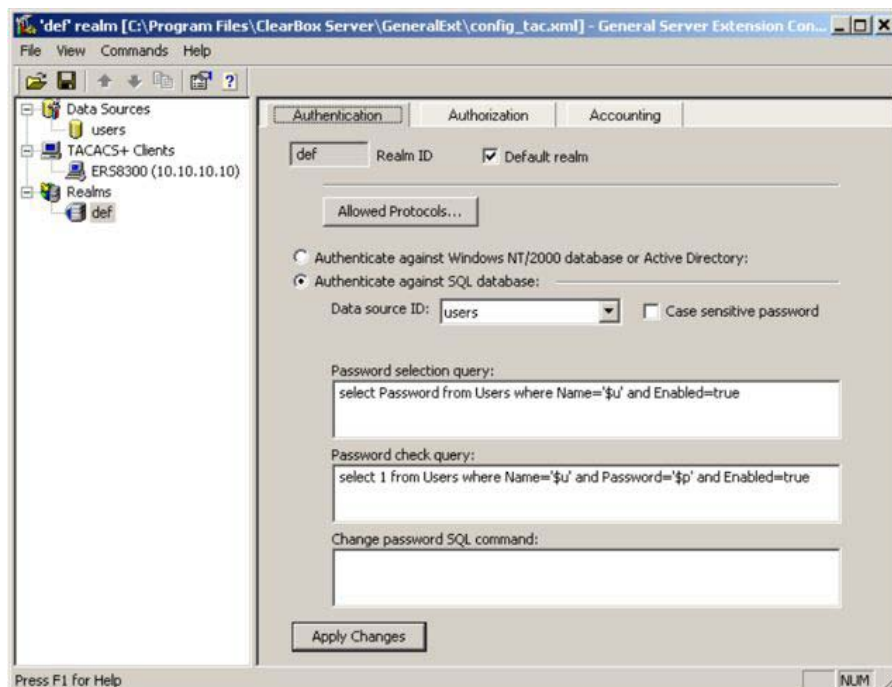 'def' realm [C:\Program Files\ClearBox Server\GeneralExt\config_tac.xml] - General Server Extension Con...
File View Commands Help
Data Sources
users
TACACS+ Clients
ERS8300 (10.10.10.10)
Realms
def
Authentication Authorization Accounting
def Realm ID Default realm
Allowed Protocols...
Authenticate against Windows NT/2000 database or Active Directory:
Authenticate against SQL database:
Data source ID: users Case sensitive password
Password selection query:
select Password from Users where Name='$u' and Enabled=true
Password check query:
select 1 from Users where Name='$u' and Password='$p' and Enabled=true
Change password SQL command:
Apply Changes
Press F1 for Help NUM